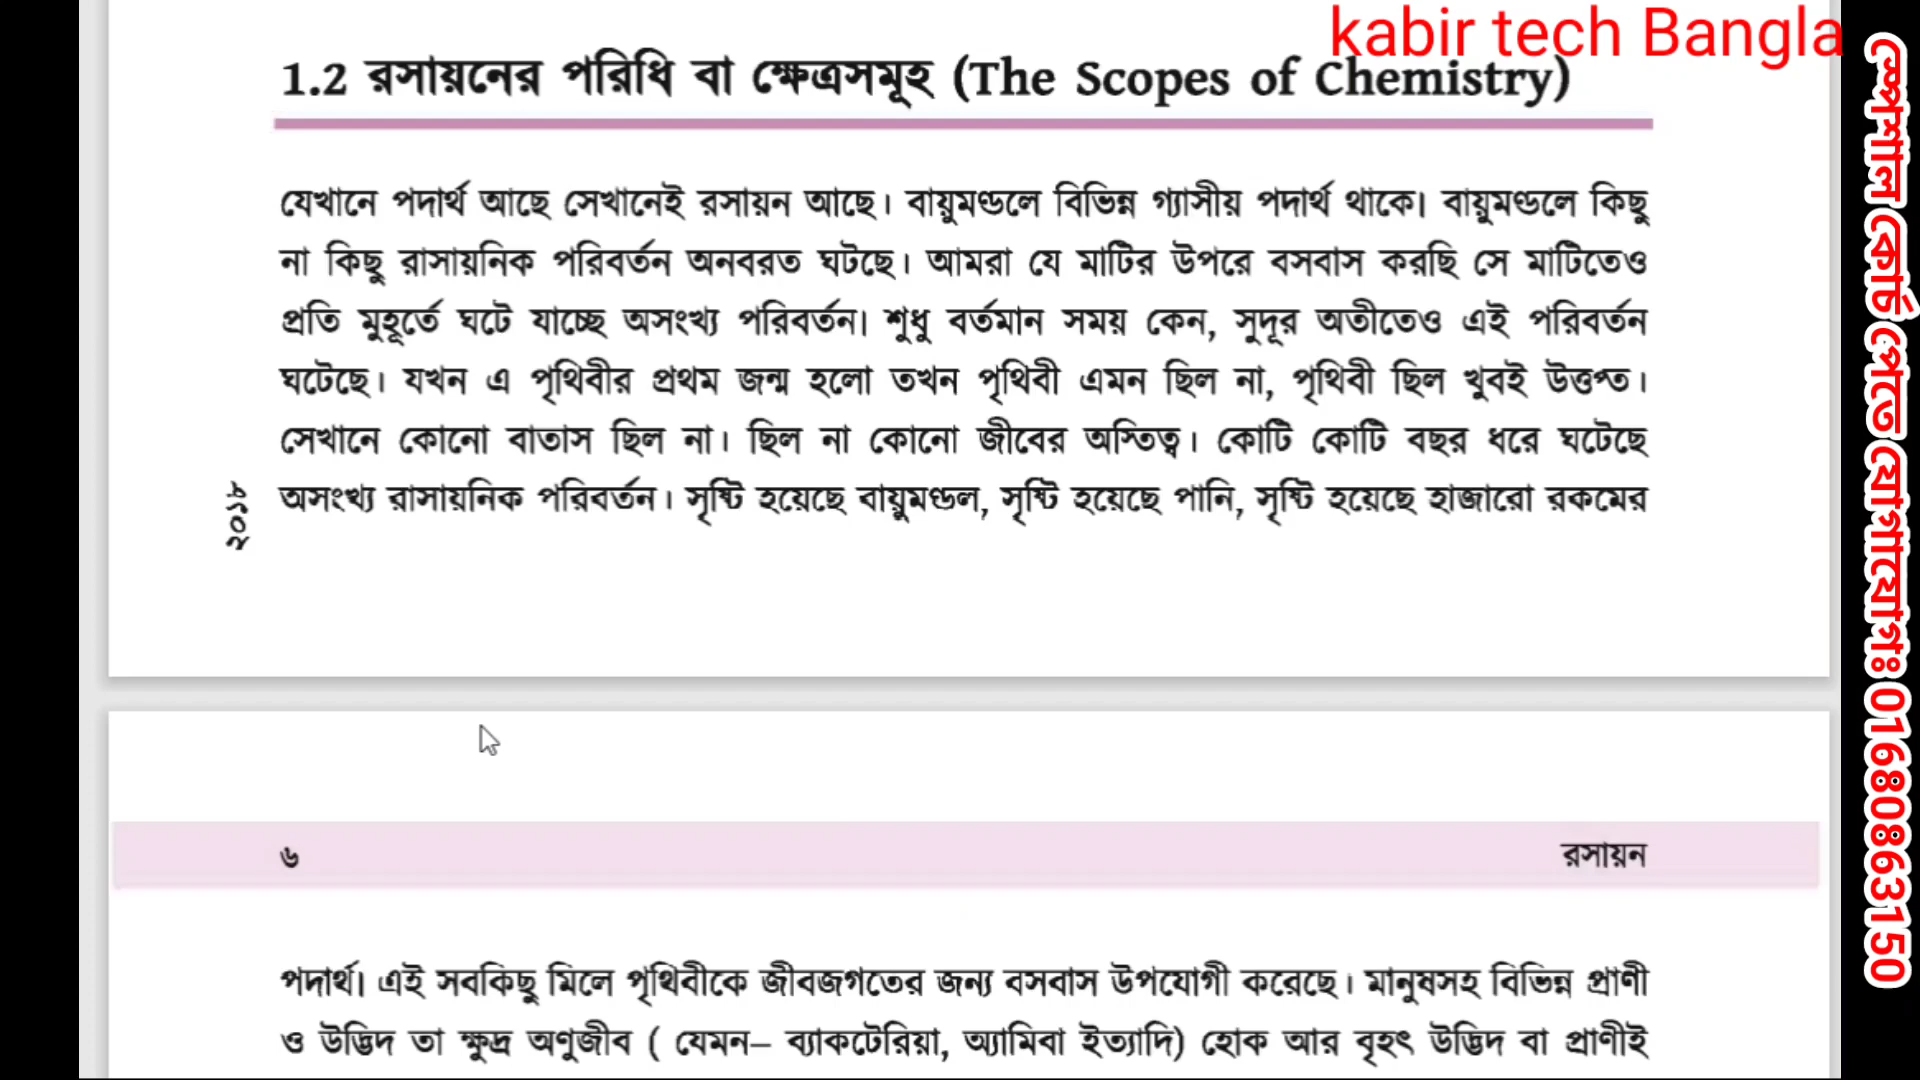 kabir tech Bangla
1.2 রসায়নের পরিধি বা ক্ষেত্রসমূহ (The Scopes of Chemistry)
যেখানে পদার্থ আছে সেখানেই রসায়ন আছে। বায়ুমণ্ডলে বিভিন্ন গ্যাসীয় পদার্থ থাকে। বায়ুমণ্ডলে কিছু
না কিছু রাসায়নিক পরিবর্তন অনবরত ঘটছে। আমরা যে মাটির উপরে বসবাস করছি সে মাটিতেও
প্রতি মুহূর্তে ঘটে যাচ্ছে অসংখ্য পরিবর্তন। শুধু বর্তমান সময় কেন, সুদূর অতীতেও এই পরিবর্তন
ঘটেছে। যখন এ পৃথিবীর প্রথম জন্ম হলো তখন পৃথিবী এমন ছিল না, পৃথিবী ছিল খুবই উত্তপ্ত।
সেখানে কোনো বাতাস ছিল না। ছিল না কোনো জীবের অস্তিত্ব। কোটি কোটি বছর ধরে ঘটেছে
অসংখ্য রাসায়নিক পরিবর্তন। সৃষ্টি হয়েছে বায়ুমণ্ডল, সৃষ্টি হয়েছে পানি, সৃষ্টি হয়েছে হাজারো রকমের
২০১৮
৬ রসায়ন
পদার্থ। এই সবকিছু মিলে পৃথিবীকে জীবজগতের জন্য বসবাস উপযোগী করেছে। মানুষসহ বিভিন্ন প্রাণী
ও উদ্ভিদ তা ক্ষুদ্র অণুজীব ( যেমন– ব্যাকটেরিয়া, অ্যামিবা ইত্যাদি) হোক আর বৃহৎ উদ্ভিদ বা প্রাণীই
স্পেশাল কোর্চ পেতে যোগাযোগঃ 01680863150